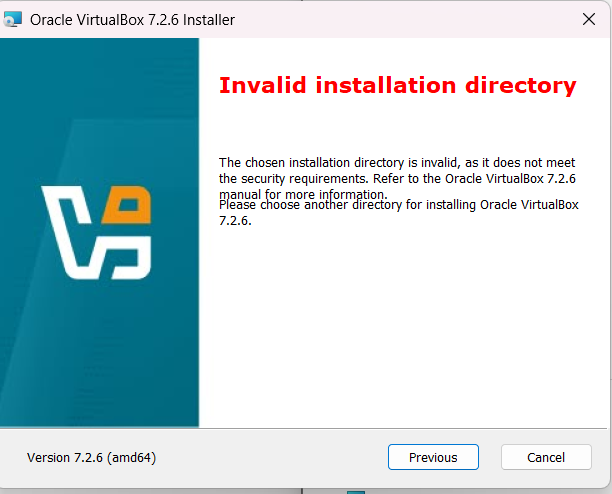 Oracle VirtualBox 7.2.6 Installer
Invalid installation directory
The chosen installation directory is invalid, as it does not meet
the security requirements. Refer to the Oracle VirtualBox 7.2.6
manual for more information.
Please choose another directory for installing Oracle VirtualBox
7.2.6.
Version 7.2.6 (amd64)
Previous
Cancel